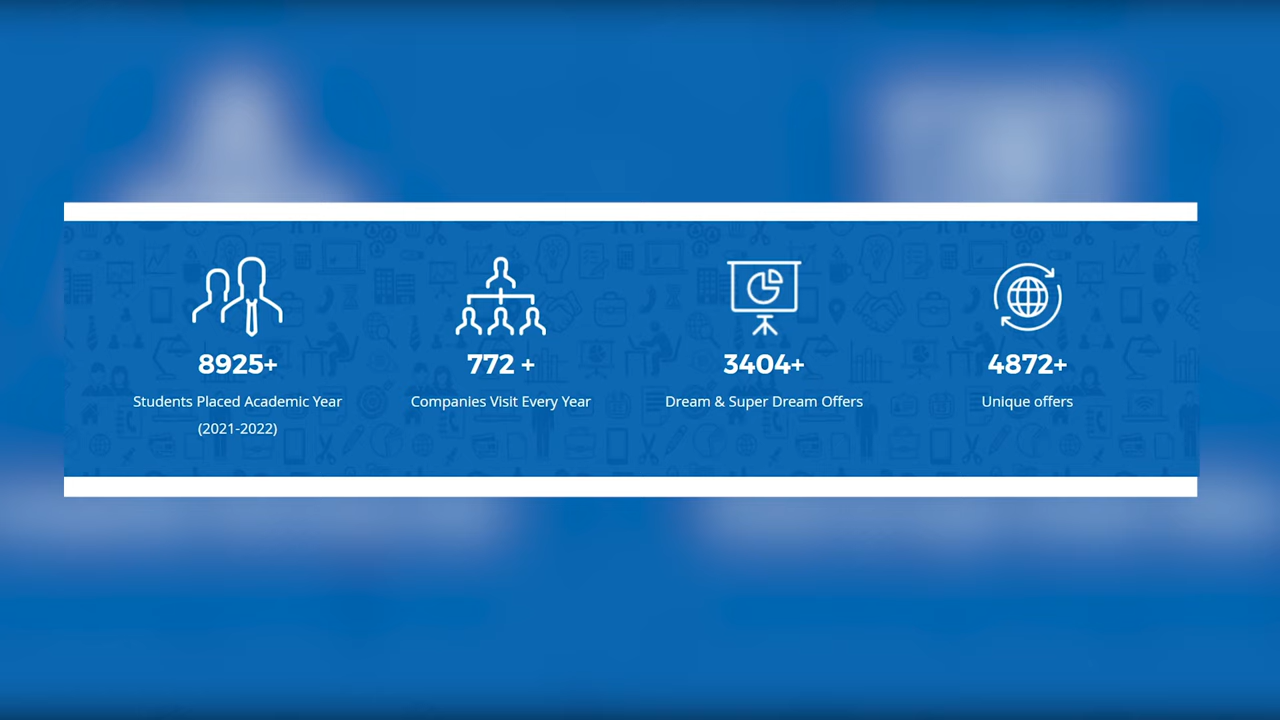 8925+
Students Placed Academic Year
(2021-2022)
772 +
Companies Visit Every Year
3404+
Dream & Super Dream Offers
4872+
Unique offers